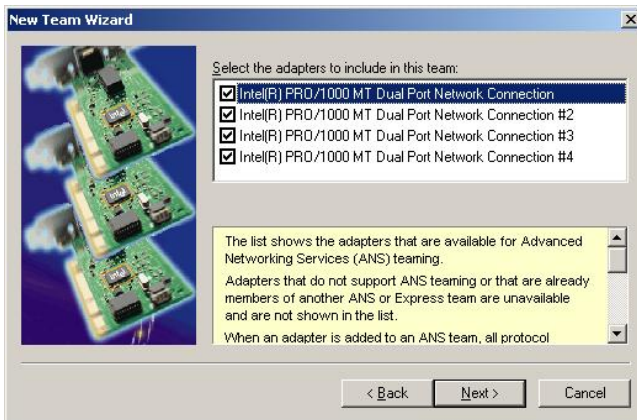 New Team Wizard
Select the adapters to include in this team:
Intel(R) PRO/1000 MT Dual Port Network Connection
Intel(R) PRO/1000 MT Dual Port Network Connection #2
Intel(R) PRO/1000 MT Dual Port Network Connection #3
Intel(R) PRO/1000 MT Dual Port Network Connection #4
The list shows the adapters that are available for Advanced
Networking Services (ANS) teaming.
Adapters that do not support ANS teaming or that are already
members of another ANS or Express team are unavailable
and are not shown in the list.
When an adapter is added to an ANS team, all protocol
< Back
Next >
Cancel